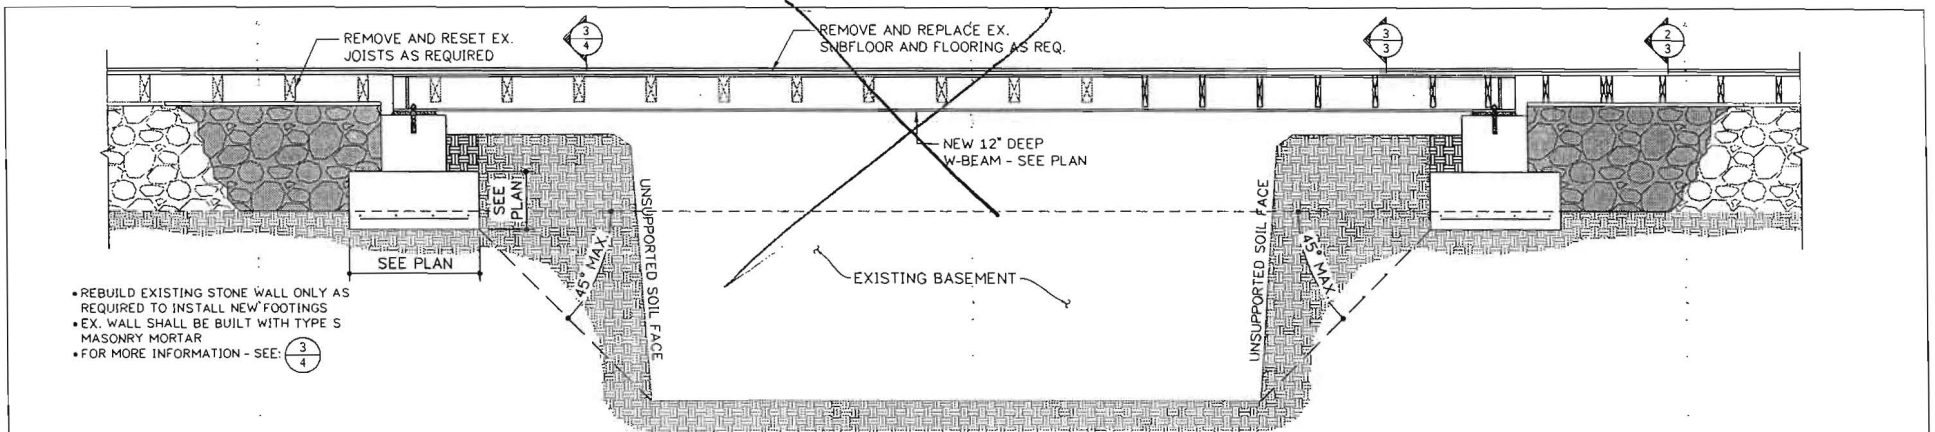 REMOVE AND RESET EX.
JOISTS AS REQUIRED
3
4
REMOVE AND REPLACE EX.
SUBFLOOR AND FLOORING AS REQ.
3
3
2
3
NEW 12" DEEP
W-BEAM - SEE PLAN
SEE
PLAN
SEE PLAN
45° MAX.
UNSUPPORTED SOIL FACE
EXISTING BASEMENT
UNSUPPORTED SOIL FACE
45° MAX
• REBUILD EXISTING STONE WALL ONLY AS
REQUIRED TO INSTALL NEW FOOTINGS
• EX. WALL SHALL BE BUILT WITH TYPE S
MASONRY MORTAR
• FOR MORE INFORMATION - SEE:
3
4